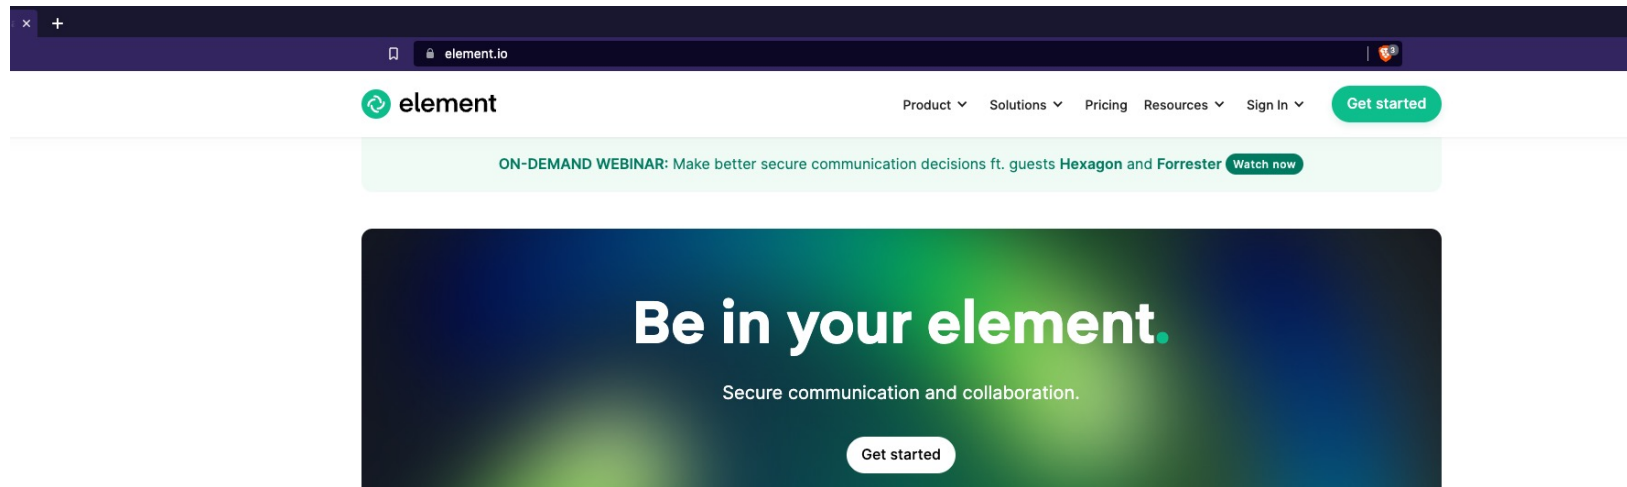 element.io
3
element
Product Solutions Pricing Resources Sign In Get started
ON-DEMAND WEBINAR: Make better secure communication decisions ft. guests Hexagon and Forrester Watch now
Be in your element.
Secure communication and collaboration.
Get started